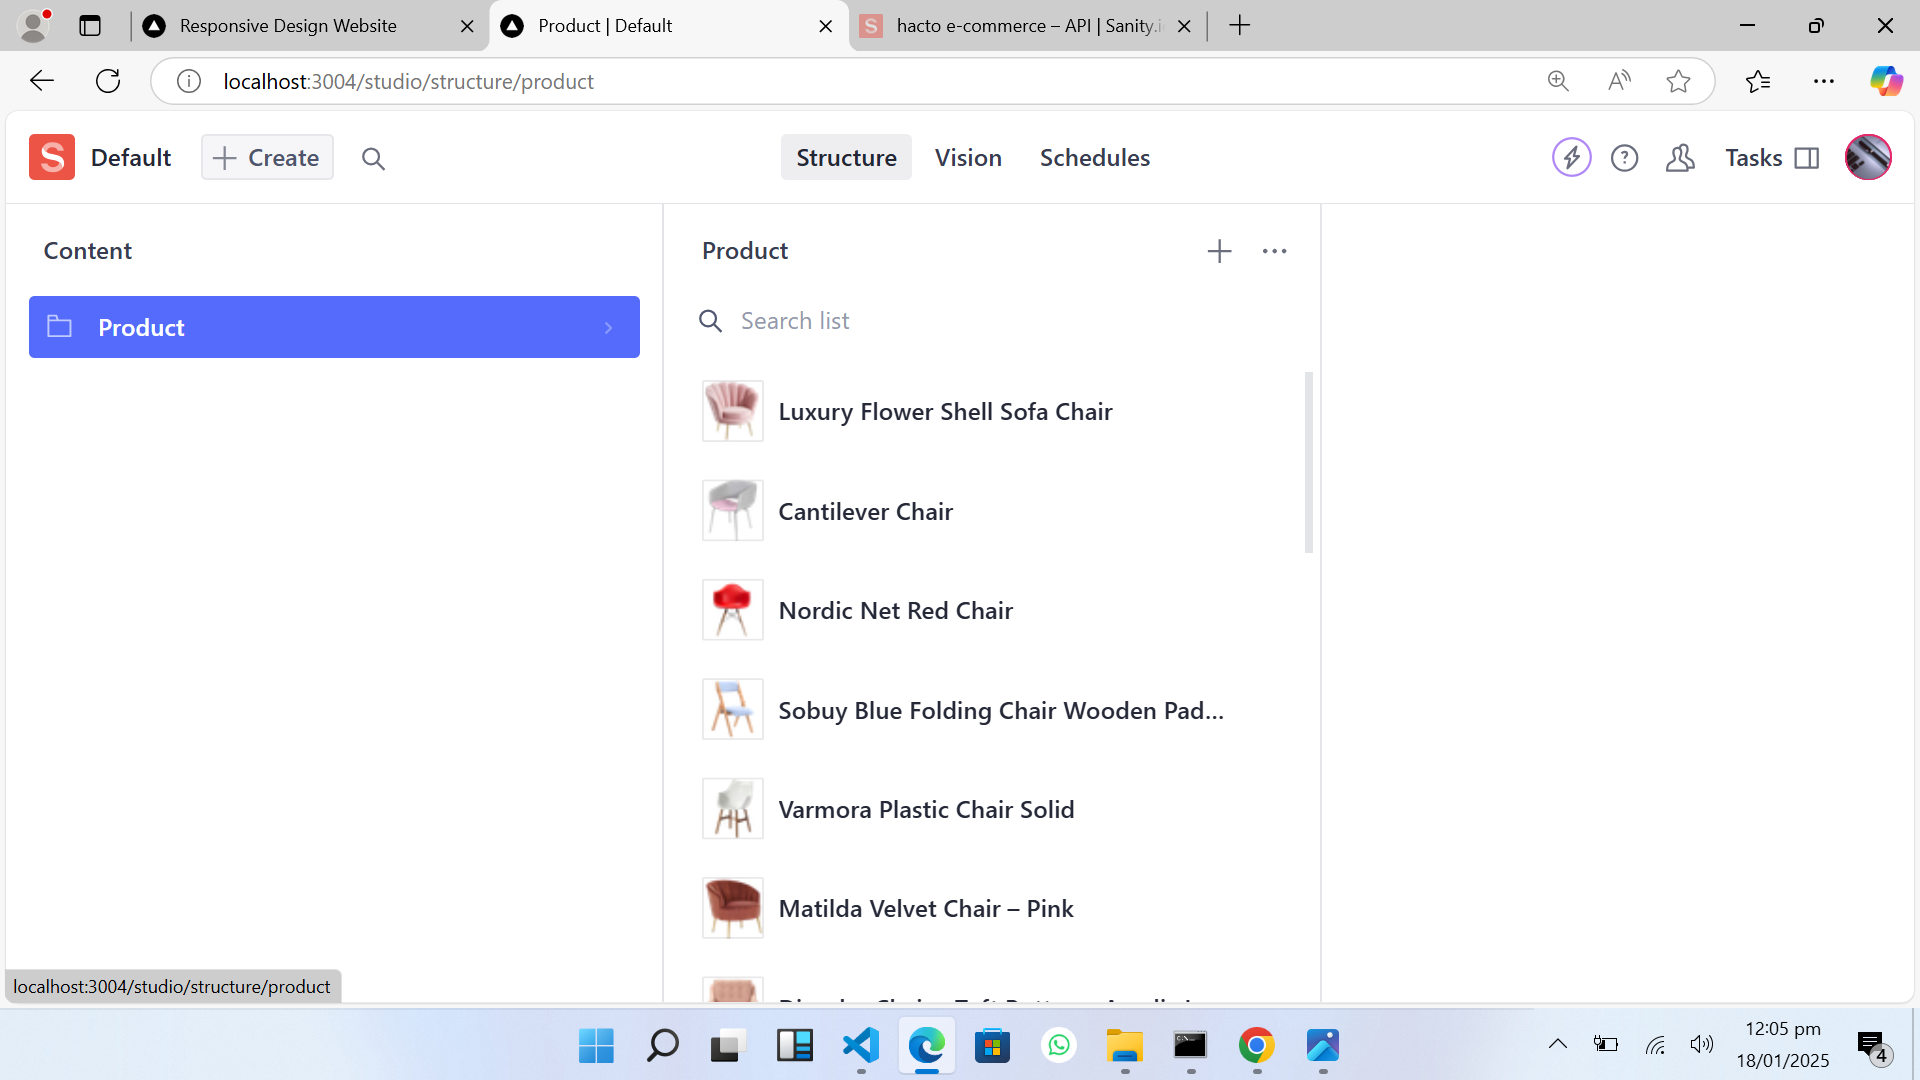 Responsive Design Website
Product | Default
hacto e-commerce – API | Sanity.i
localhost:3004/studio/structure/product
S Default
Create
Structure
Vision
Schedules
Tasks
Content
Product
Product
Search list
Luxury Flower Shell Sofa Chair
Cantilever Chair
Nordic Net Red Chair
Sobuy Blue Folding Chair Wooden Pad...
Varmora Plastic Chair Solid
Matilda Velvet Chair – Pink
localhost:3004/studio/structure/product
12:05 pm
18/01/2025
4